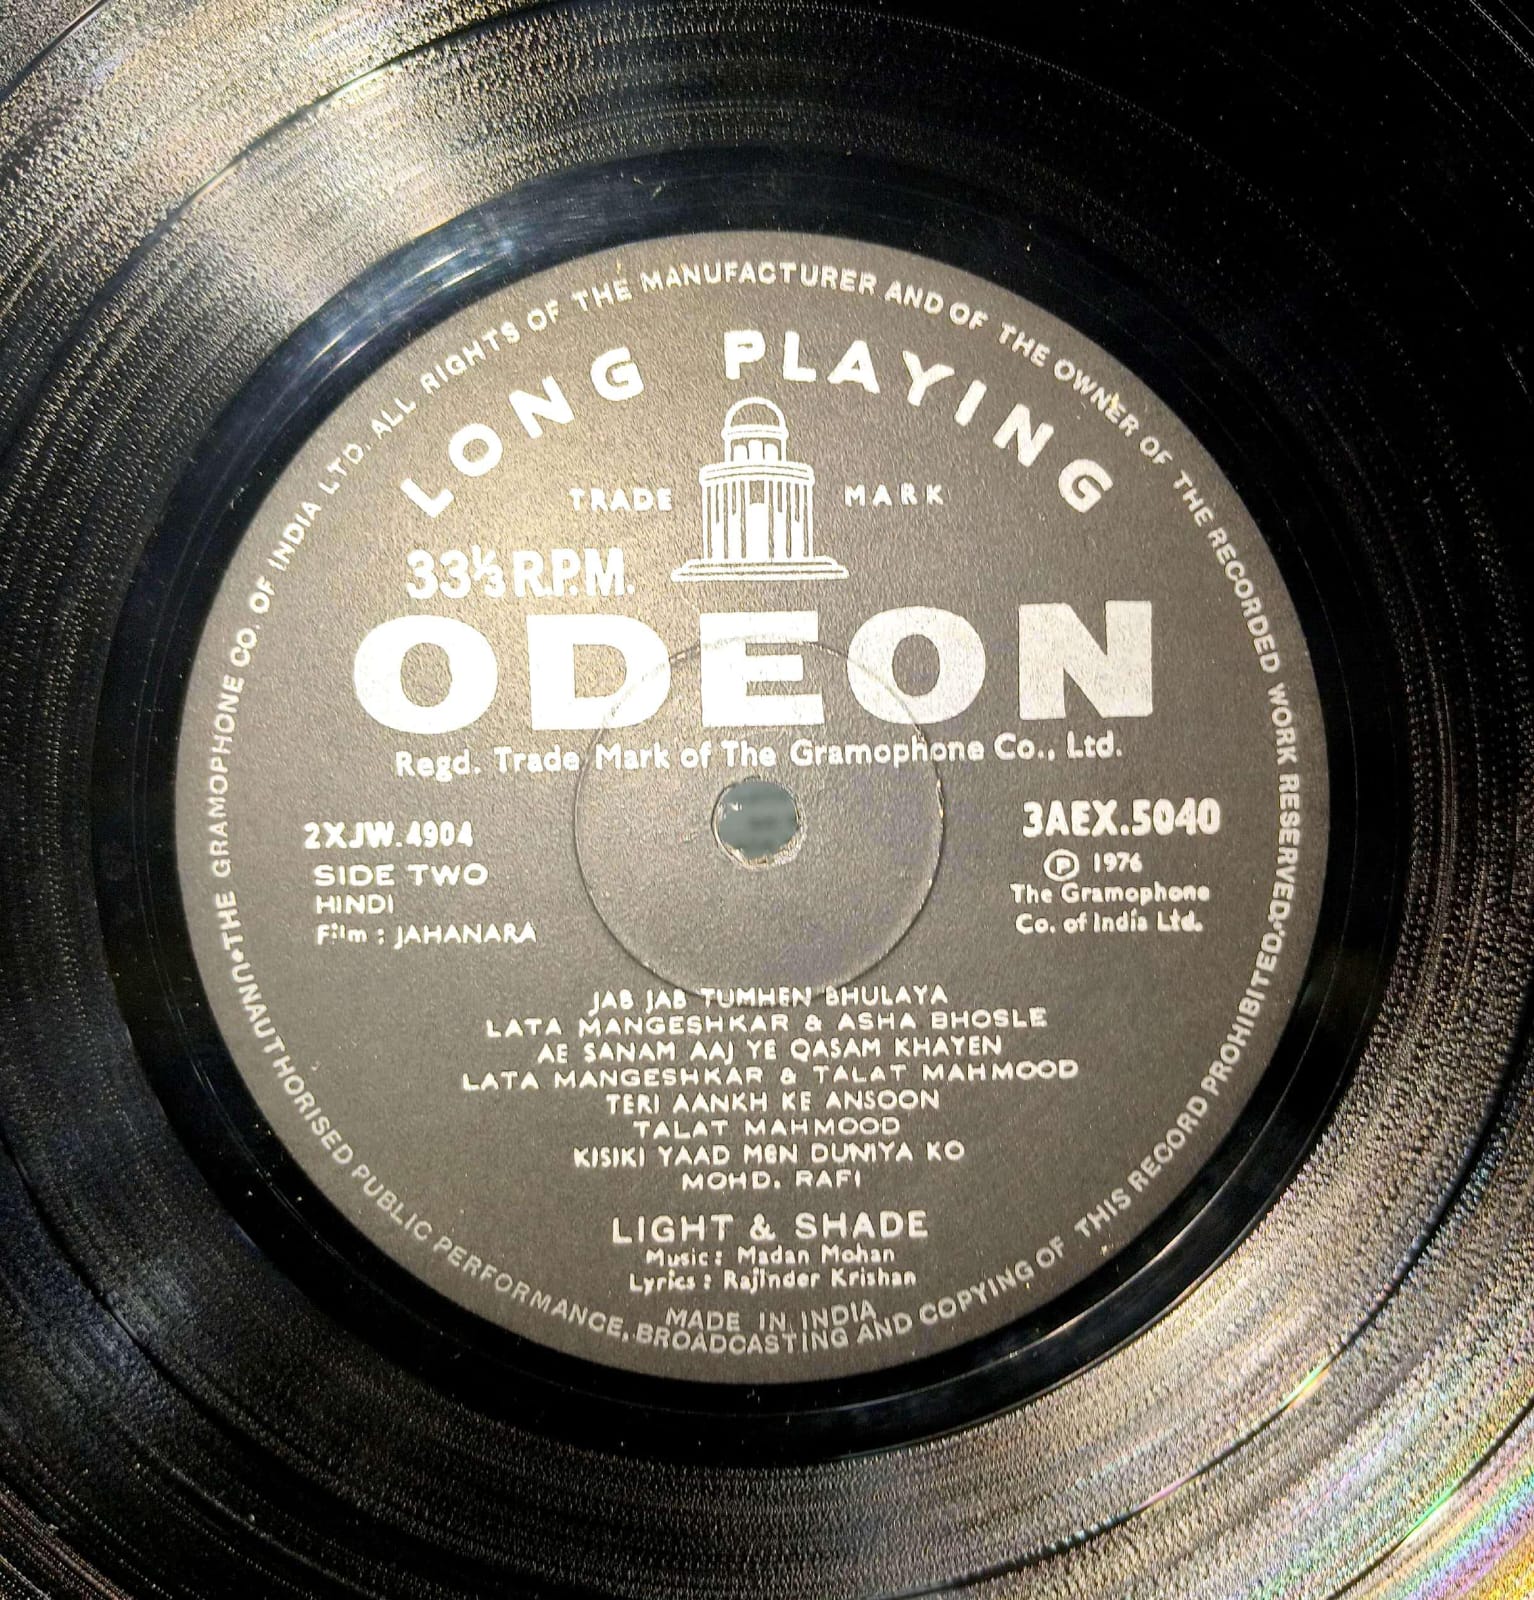 THE GRAMOPHONE CO. OF INDIA LTD. ALL RIGHTS OF THE MANUFACTURER AND OF THE OWNER OF THE RECORDED WORK RESERVED. UNAUTHORISED PUBLIC PERFORMANCE, BROADCASTING AND COPYING OF THIS RECORD PROHIBITED.
LONG PLAYING
TRADE MARK
33⅓ R.P.M.
ODEON
Regd. Trade Mark of The Gramophone Co., Ltd.
2XJW.4904
SIDE TWO
HINDI
Film : JAHANARA
3AEX.5040
Ⓟ 1976
The Gramophone
Co. of India Ltd.
JAB JAB TUMHEN BHULAYA
LATA MANGESHKAR & ASHA BHOSLE
AE SANAM AAJ YE QASAM KHAYEN
LATA MANGESHKAR & TALAT MAHMOOD
TERI AANKH KE ANSOON
TALAT MAHMOOD
KISIKI YAAD MEN DUNIYA KO
MOHD. RAFI
LIGHT & SHADE
Music : Madan Mohan
Lyrics : Rajinder Krishan
MADE IN INDIA